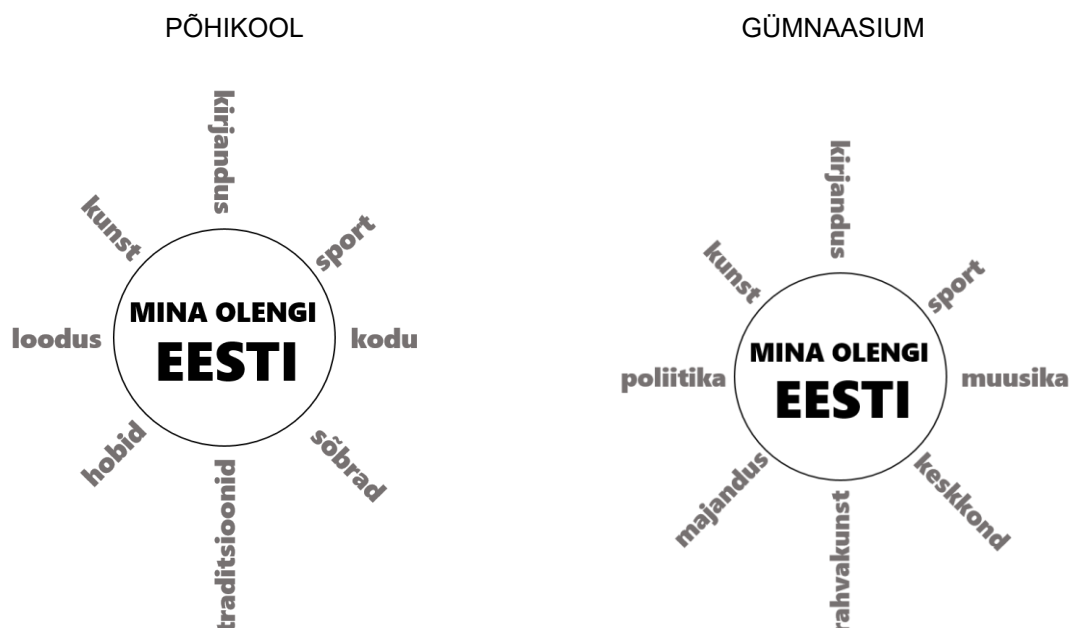 PÕHIKOOL
kirjandus
kunst
sport
MINA OLENGI
EESTI
loodus
kodu
hobid
sõbrad
traditsioonid
GÜMNAASIUM
kirjandus
kunst
sport
MINA OLENGI
EESTI
poliitika
muusika
majandus
keskkond
rahvakunst